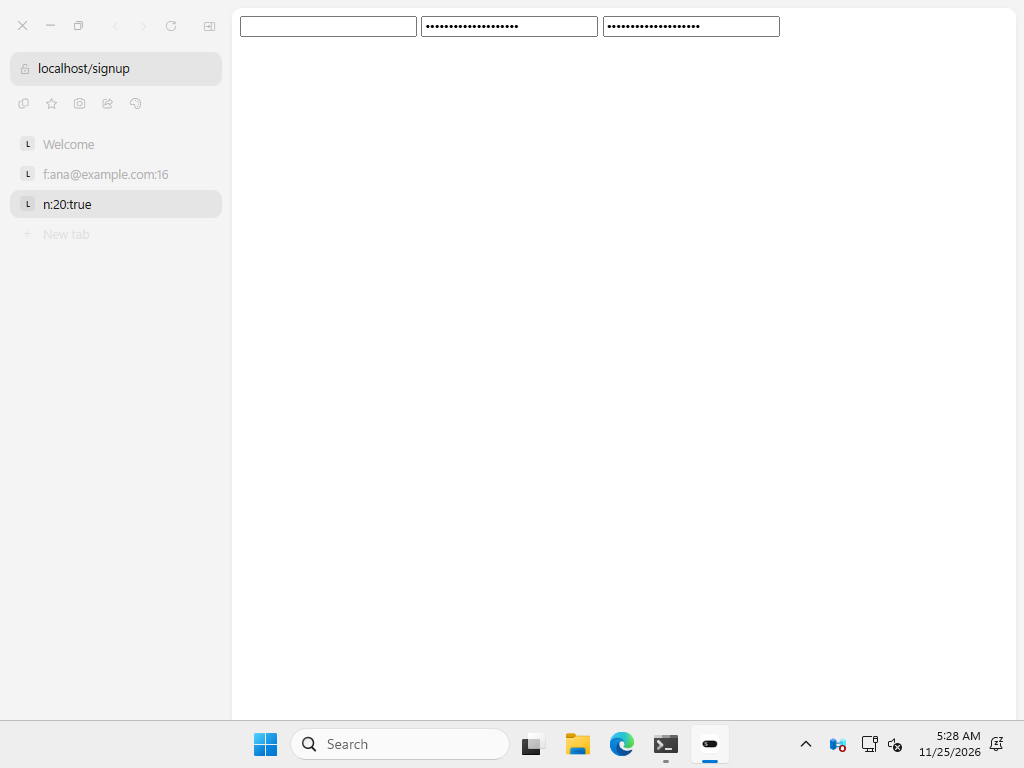 localhost/signup
L Welcome
L f:ana@example.com:16
L n:20:true
+ New tab
•••••••••••••••••••• ••••••••••••••••••••
Search
5:28 AM
11/25/2026